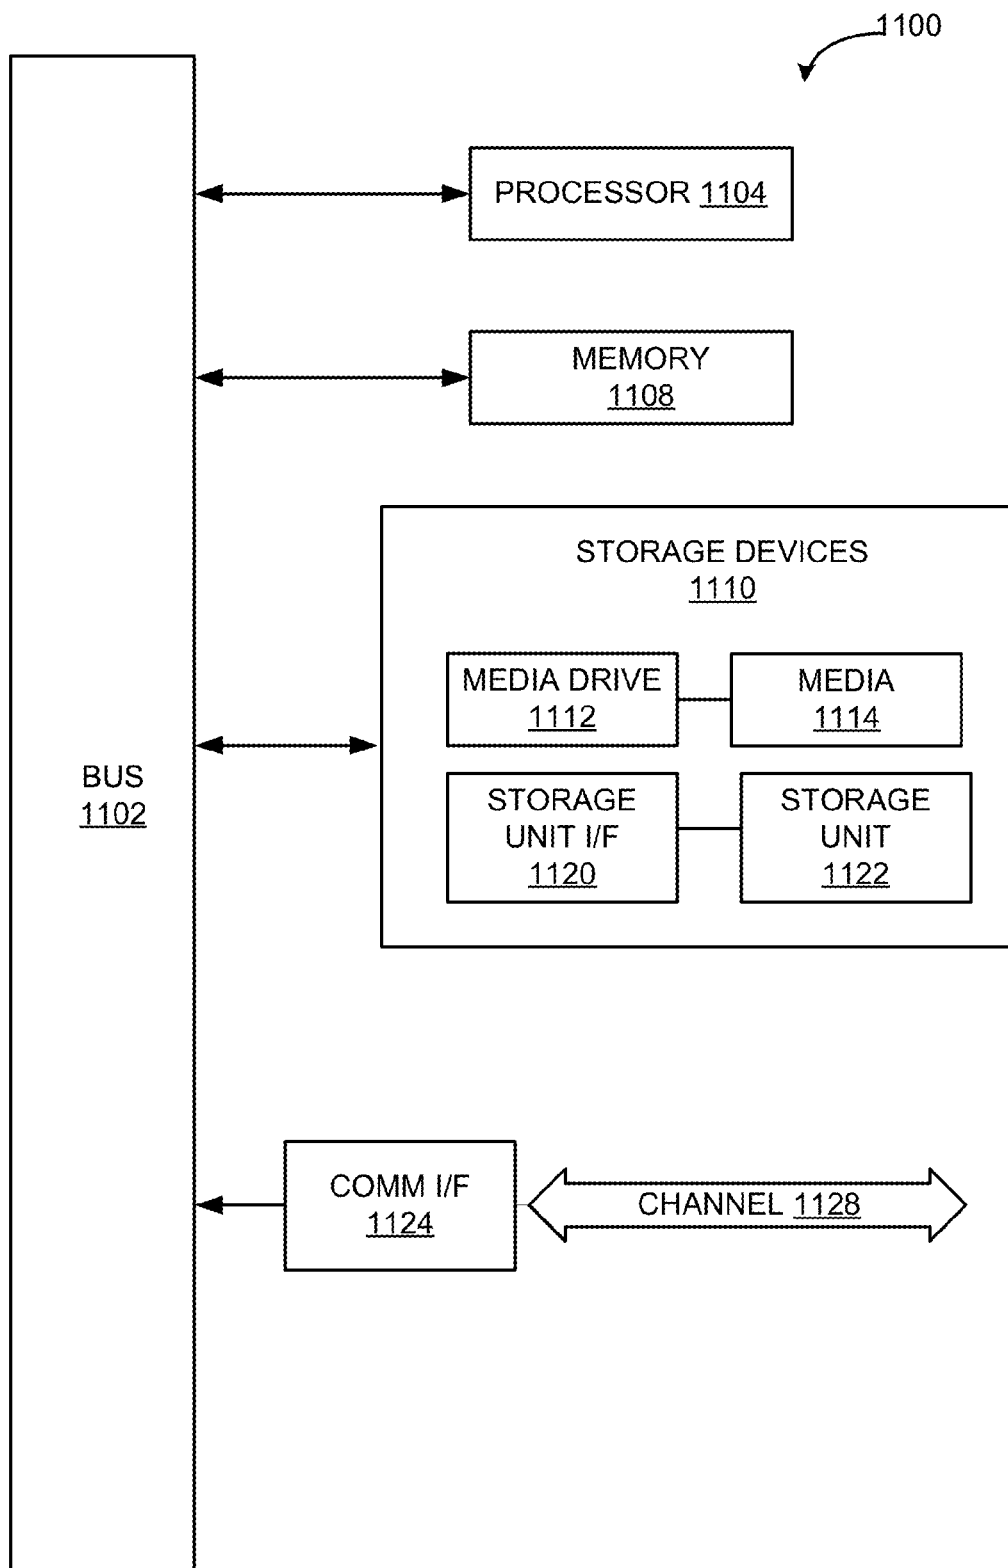 1100
PROCESSOR 1104
MEMORY
1108
STORAGE DEVICES
1110
MEDIA DRIVE
1112
MEDIA
1114
BUS
1102
STORAGE
UNIT I/F
1120
STORAGE
UNIT
1122
COMM I/F
1124
CHANNEL 1128